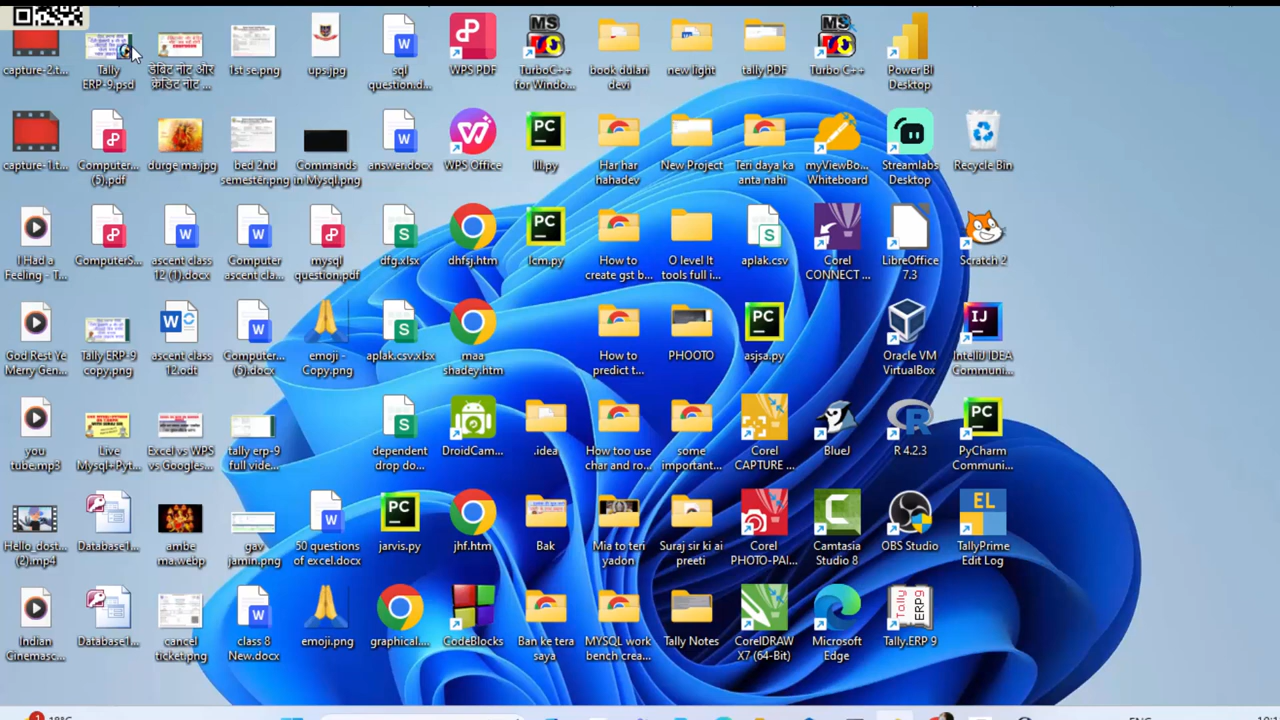 capture-2.t...
Tally ERP-9.psd
डेबिट नोट और क्रेडिट नोट ...
1st se.png
ups.jpg
sql question.d...
WPS PDF
TurboC++ for Windo...
book dulari devi
new light
tally PDF
Turbo C++
Power BI Desktop
capture-1.t...
Computer... (5).pdf
durge ma.jpg
bed 2nd semester.png
Commands in Mysql.png
answer.docx
WPS Office
lll.py
Har har hahadev
New Project
Teri daya ka anta nahi
myViewBo... Whiteboard
Streamlabs Desktop
Recycle Bin
I Had a Feeling - T...
ComputerS...
ascent class 12 (1).docx
Computer ascent cla...
mysql question.pdf
dfg.xlsx
dhfsj.htm
lcm.py
How to create gst b...
O level It tools full i...
aplak.csv
Corel CONNECT ...
LibreOffice 7.3
Scratch 2
God Rest Ye Merry Gen...
Tally ERP-9 copy.png
ascent class 12.odt
Computer... (5).docx
emoji - Copy.png
aplak.csv.xlsx
maa shadey.htm
How to predict t...
PHOOTO
asjsa.py
Oracle VM VirtualBox
IntelliJ IDEA Communi...
you tube.mp3
Live Mysql+Pyt...
Excel vs WPS vs Googles...
tally erp-9 full vide...
dependent drop do...
DroidCam...
.idea
How too use char and ro...
some important...
Corel CAPTURE ...
BlueJ
R 4.2.3
PyCharm Communi...
Hello_dost... (2).mp4
Database1...
ambe ma.webp
gav jamin.png
50 questions of excel.docx
jarvis.py
jhf.htm
Bak
Mia to teri yadon
Suraj sir ki ai preeti
Corel PHOTO-PAI...
Camtasia Studio 8
OBS Studio
TallyPrime Edit Log
Indian Cinemasc...
Database1...
cancel ticket.png
class 8 New.docx
emoji.png
graphical....
CodeBlocks
Ban ke tera saya
MYSQL work bench crea...
Tally Notes
CorelDRAW X7 (64-Bit)
Microsoft Edge
Tally.ERP 9